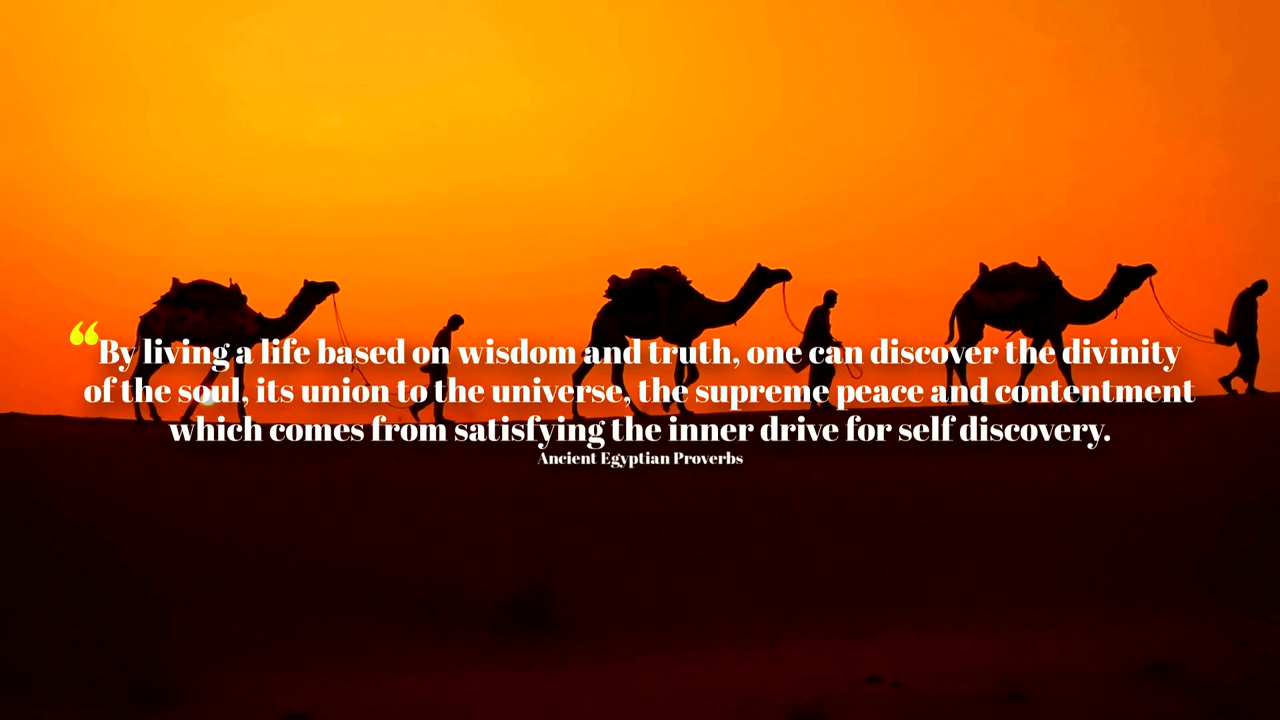 “By living a life based on wisdom and truth, one can discover the divinity
of the soul, its union to the universe, the supreme peace and contentment
which comes from satisfying the inner drive for self discovery.
Ancient Egyptian Proverbs